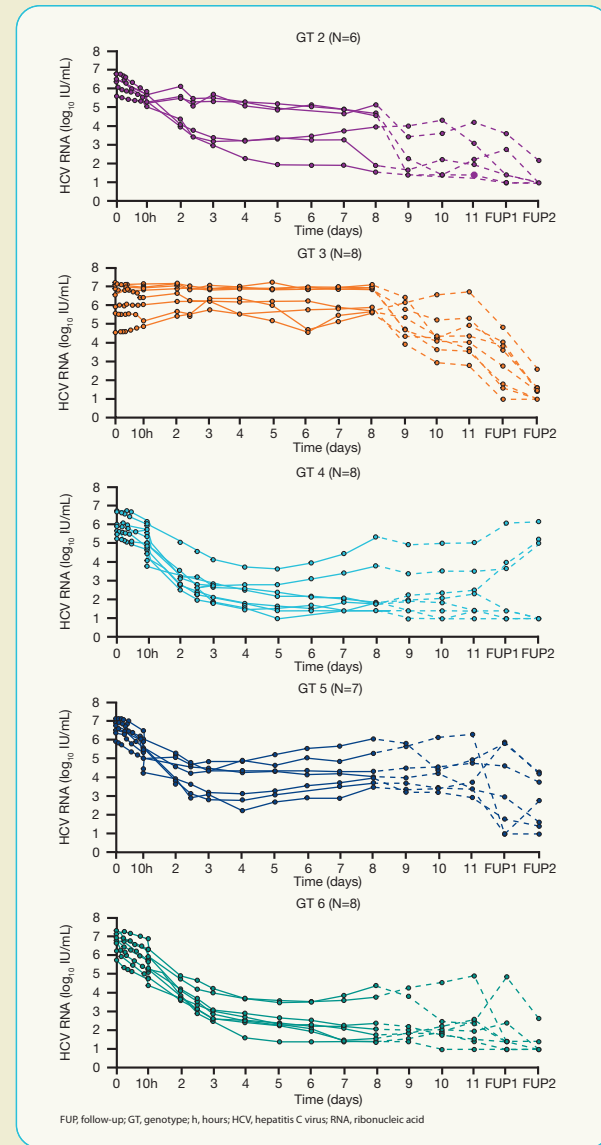 GT 2 (N=6)
HCV RNA (log10 IU/mL)
8
7
6
5
4
3
2
1
0
0 10h 2 3 4 5 6 7 8 9 10 11 FUP1 FUP2
Time (days)
GT 3 (N=8)
HCV RNA (log10 IU/mL)
8
7
6
5
4
3
2
1
0
0 10h 2 3 4 5 6 7 8 9 10 11 FUP1 FUP2
Time (days)
GT 4 (N=8)
HCV RNA (log10 IU/mL)
8
7
6
5
4
3
2
1
0
0 10h 2 3 4 5 6 7 8 9 10 11 FUP1 FUP2
Time (days)
GT 5 (N=7)
HCV RNA (log10 IU/mL)
8
7
6
5
4
3
2
1
0
0 10h 2 3 4 5 6 7 8 9 10 11 FUP1 FUP2
Time (days)
GT 6 (N=8)
HCV RNA (log10 IU/mL)
8
7
6
5
4
3
2
1
0
0 10h 2 3 4 5 6 7 8 9 10 11 FUP1 FUP2
Time (days)
FUP, follow-up; GT, genotype; h, hours; HCV, hepatitis C virus; RNA, ribonucleic acid